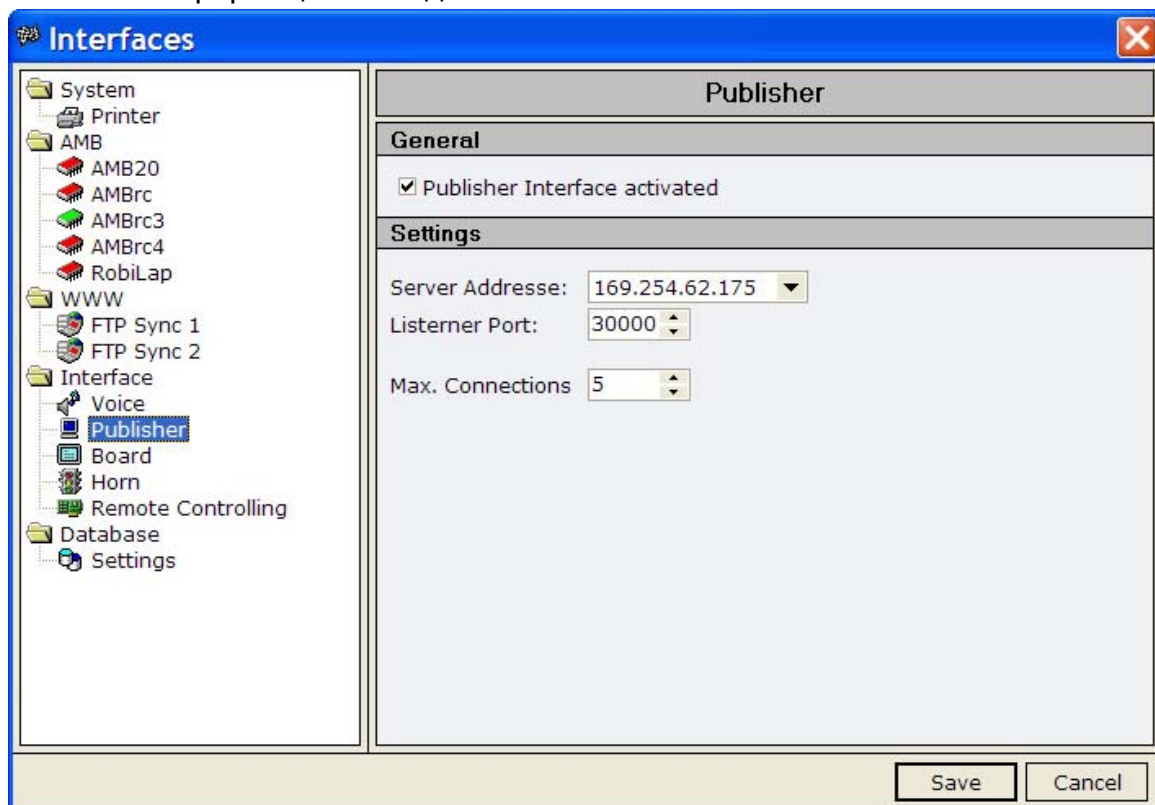 Interfaces
System
Printer
AMB
AMB20
AMBrc
AMBrc3
AMBrc4
RobiLap
WWW
FTP Sync 1
FTP Sync 2
Interface
Voice
Publisher
Board
Horn
Remote Controlling
Database
Settings
Publisher
General
Publisher Interface activated
Settings
Server Addresse: 169.254.62.175
Listerner Port: 30000
Max. Connections 5
Save Cancel